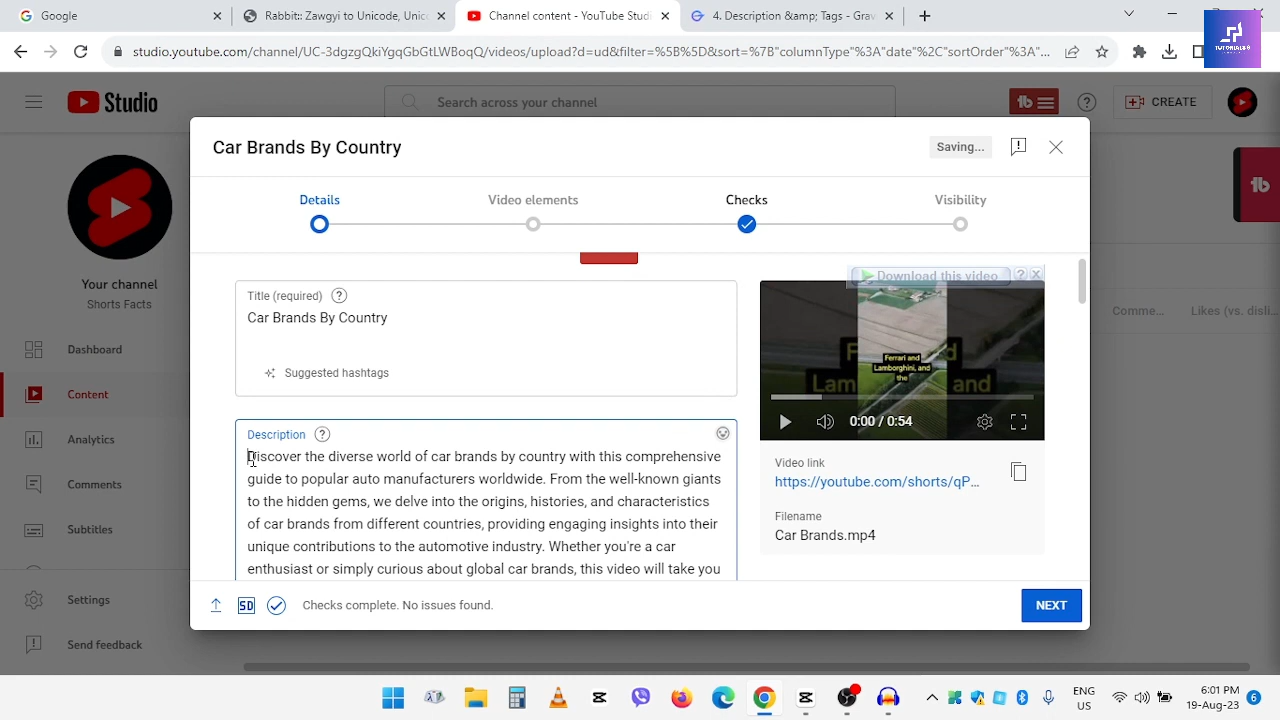 Google
Rabbit: Zawgyi to Unicode, Unic
Channel content - YouTube Studi
4. Description &amp; Tags - Grav
studio.youtube.com/channel/UC-3dgzgQkiYgqGbGtLWBoqQ/videos/upload?d=ud&filter=%5B%5D&sort=%7B"columnType"%3A"date"%2C"sortOrder"%3A"...
TUTORIALS
Studio
Search across your channel
CREATE
Your channel
Shorts Facts
Dashboard
Content
Analytics
Comments
Subtitles
Settings
Send feedback
Car Brands By Country
Saving...
Details
Video elements
Checks
Visibility
Title (required)
Car Brands By Country
Suggested hashtags
Description
Discover the diverse world of car brands by country with this comprehensive
guide to popular auto manufacturers worldwide. From the well-known giants
to the hidden gems, we delve into the origins, histories, and characteristics
of car brands from different countries, providing engaging insights into their
unique contributions to the automotive industry. Whether you're a car
enthusiast or simply curious about global car brands, this video will take you
Download this video
Ferrari and
Lamborghini, and
the
0:00 / 0:54
Video link
https://youtube.com/shorts/qP...
Filename
Car Brands.mp4
Comme...
Likes (vs. disli...
SD
Checks complete. No issues found.
NEXT
ENG
US
6:01 PM
19-Aug-23
6